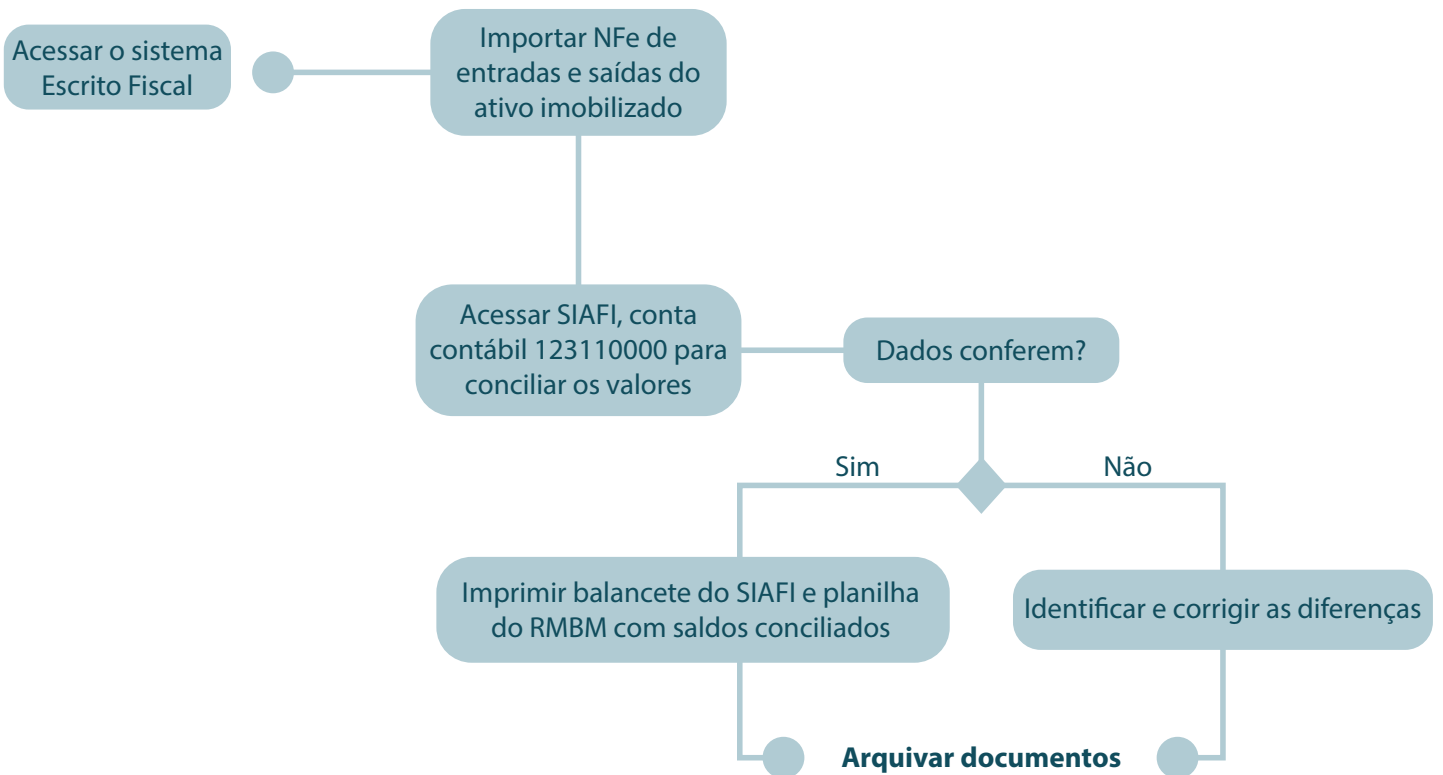 Acessar o sistema
Escrito Fiscal
Importar NFe de
entradas e saídas do
ativo imobilizado
Acessar SIAFI, conta
contábil 123110000 para
conciliar os valores
Dados conferem?
Sim
Não
Imprimir balancete do SIAFI e planilha
do RMBM com saldos conciliados
Identificar e corrigir as diferenças
Arquivar documentos